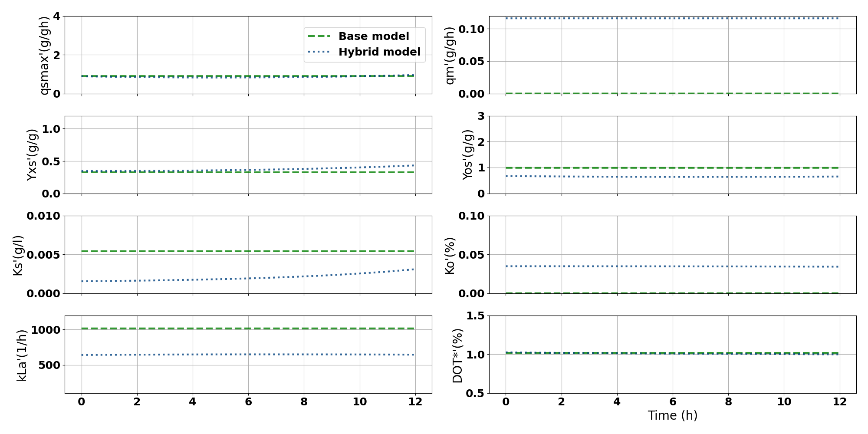 qsmax'(g/gh)
4
2
0
Base model
Hybrid model
qm'(g/gh)
0.10
0.05
0.00
Yxs'(g/g)
1.0
0.5
0.0
Yos'(g/g)
3
2
1
0
Ks'(g/l)
0.010
0.005
0.000
Ko'(%)
0.10
0.05
0.00
kLa'(1/h)
1000
500
0 2 4 6 8 10 12
DOT*'(%)
1.5
1.0
0.5
0 2 4 6 8 10 12
Time (h)